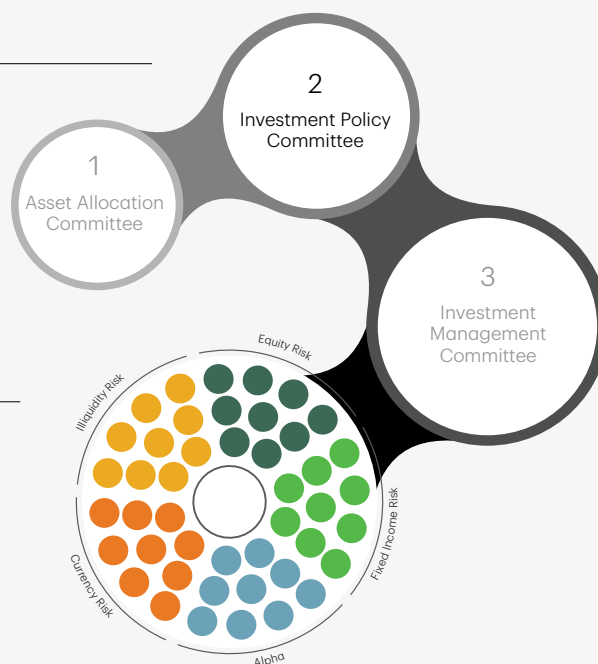 1
Asset Allocation
Committee
2
Investment Policy
Committee
3
Investment
Management
Committee
Equity Risk
Illiquidity Risk
Fixed Income Risk
Currency Risk
Alpha